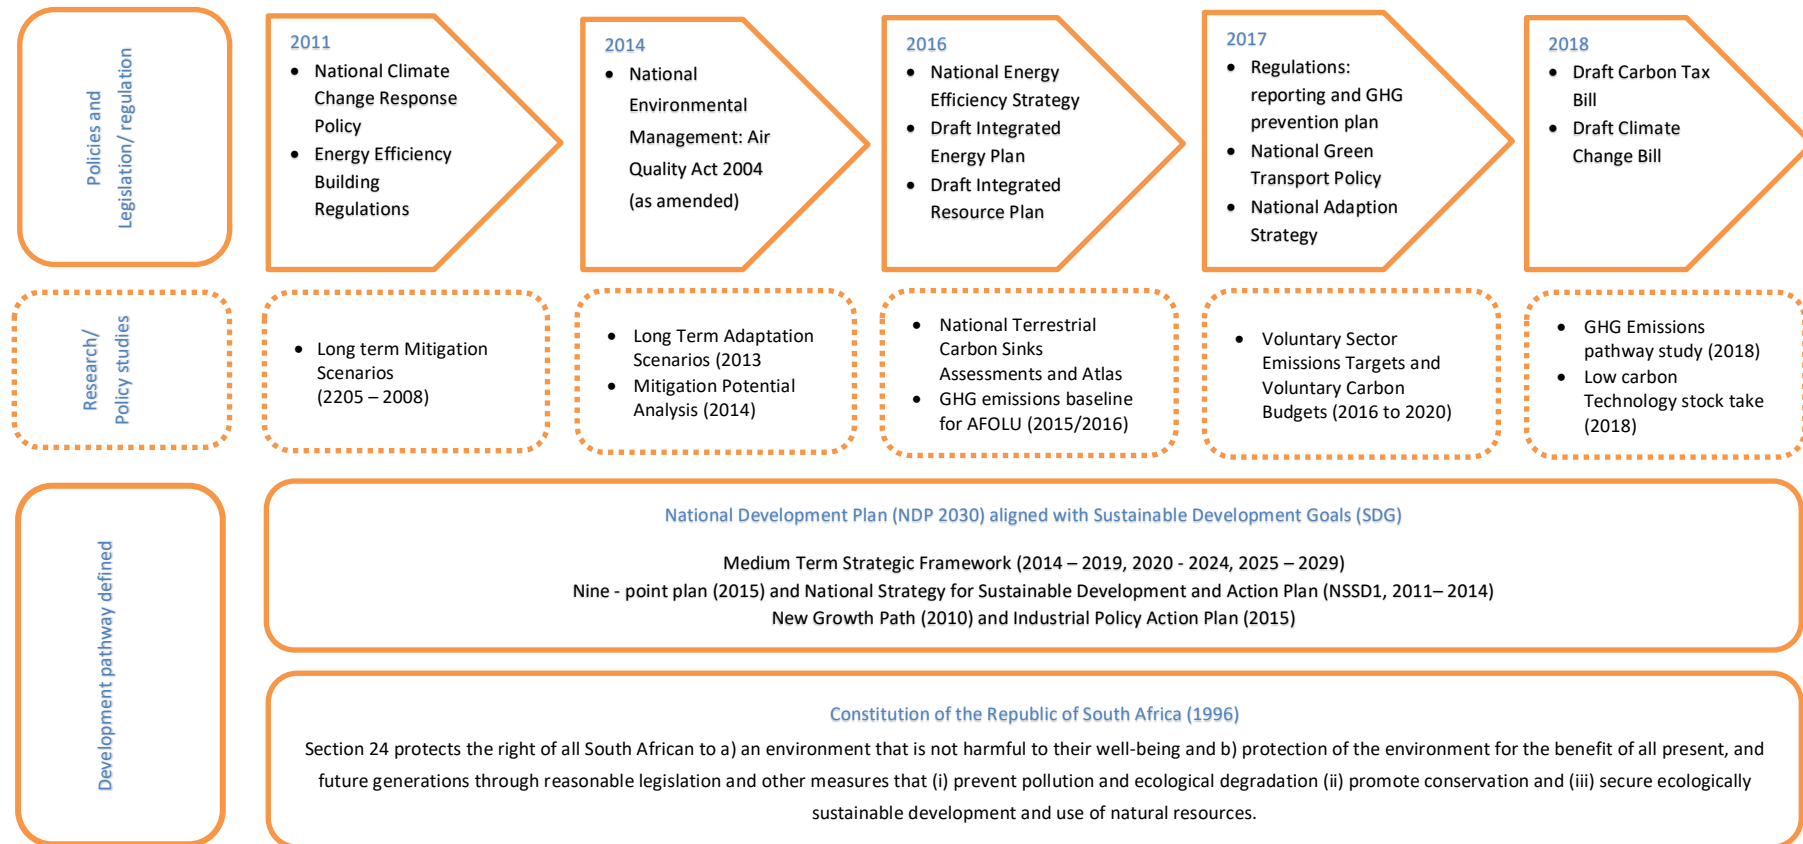 Policies and
Legislation/ regulation
2011
• National Climate
Change Response
Policy
• Energy Efficiency
Building
Regulations
2014
• National
Environmental
Management: Air
Quality Act 2004
(as amended)
2016
• National Energy
Efficiency Strategy
• Draft Integrated
Energy Plan
• Draft Integrated
Resource Plan
2017
• Regulations:
reporting and GHG
prevention plan
• National Green
Transport Policy
• National Adaption
Strategy
2018
• Draft Carbon Tax
Bill
• Draft Climate
Change Bill
Research/
Policy studies
• Long term Mitigation
Scenarios
(2205 – 2008)
• Long Term Adaptation
Scenarios (2013
• Mitigation Potential
Analysis (2014)
• National Terrestrial
Carbon Sinks
Assessments and Atlas
• GHG emissions baseline
for AFOLU (2015/2016)
• Voluntary Sector
Emissions Targets and
Voluntary Carbon
Budgets (2016 to 2020)
• GHG Emissions
pathway study (2018)
• Low carbon
Technology stock take
(2018)
Development pathway defined
National Development Plan (NDP 2030) aligned with Sustainable Development Goals (SDG)
Medium Term Strategic Framework (2014 – 2019, 2020 - 2024, 2025 – 2029)
Nine - point plan (2015) and National Strategy for Sustainable Development and Action Plan (NSSD1, 2011– 2014)
New Growth Path (2010) and Industrial Policy Action Plan (2015)
Constitution of the Republic of South Africa (1996)
Section 24 protects the right of all South African to a) an environment that is not harmful to their well-being and b) protection of the environment for the benefit of all present, and
future generations through reasonable legislation and other measures that (i) prevent pollution and ecological degradation (ii) promote conservation and (iii) secure ecologically
sustainable development and use of natural resources.